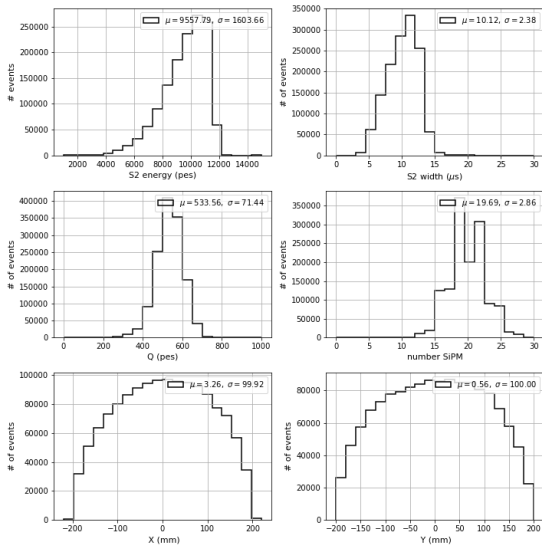 250000
200000
150000
100000
50000
0
# events
2000 4000 6000 8000 10000 12000 14000
S2 energy (pes)
μ = 9557.79, σ = 1603.66
350000
300000
250000
200000
150000
100000
50000
0
# of events
0 5 10 15 20 25 30
S2 width (μs)
μ = 10.12, σ = 2.38
400000
350000
300000
250000
200000
150000
100000
50000
0
# of events
0 200 400 600 800 1000
Q (pes)
μ = 533.56, σ = 71.44
350000
300000
250000
200000
150000
100000
50000
0
# of events
0 5 10 15 20 25 30
number SiPM
μ = 19.69, σ = 2.86
100000
80000
60000
40000
20000
0
# of events
−200 −100 0 100 200
X (mm)
μ = 3.26, σ = 99.92
80000
60000
40000
20000
0
# of events
−200 −150 −100 −50 0 50 100 150 200
Y (mm)
μ = 0.56, σ = 100.00